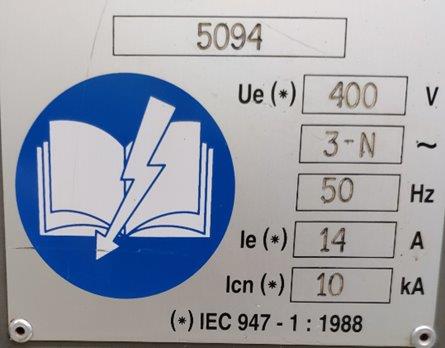 5094
Ue (*) 400 V
3-N ~
50 Hz
Ie (*) 14 A
Icn (*) 10 kA
(*) IEC 947 - 1 : 1988